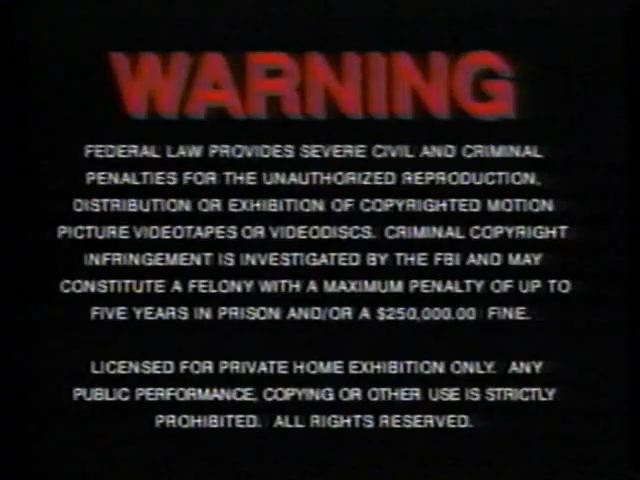 WARNING
FEDERAL LAW PROVIDES SEVERE CIVIL AND CRIMINAL
PENALTIES FOR THE UNAUTHORIZED REPRODUCTION,
DISTRIBUTION OR EXHIBITION OF COPYRIGHTED MOTION
PICTURE VIDEOTAPES OR VIDEODISCS. CRIMINAL COPYRIGHT
INFRINGEMENT IS INVESTIGATED BY THE FBI AND MAY
CONSTITUTE A FELONY WITH A MAXIMUM PENALTY OF UP TO
FIVE YEARS IN PRISON AND/OR A $250,000.00 FINE.
LICENSED FOR PRIVATE HOME EXHIBITION ONLY. ANY
PUBLIC PERFORMANCE, COPYING OR OTHER USE IS STRICTLY
PROHIBITED. ALL RIGHTS RESERVED.